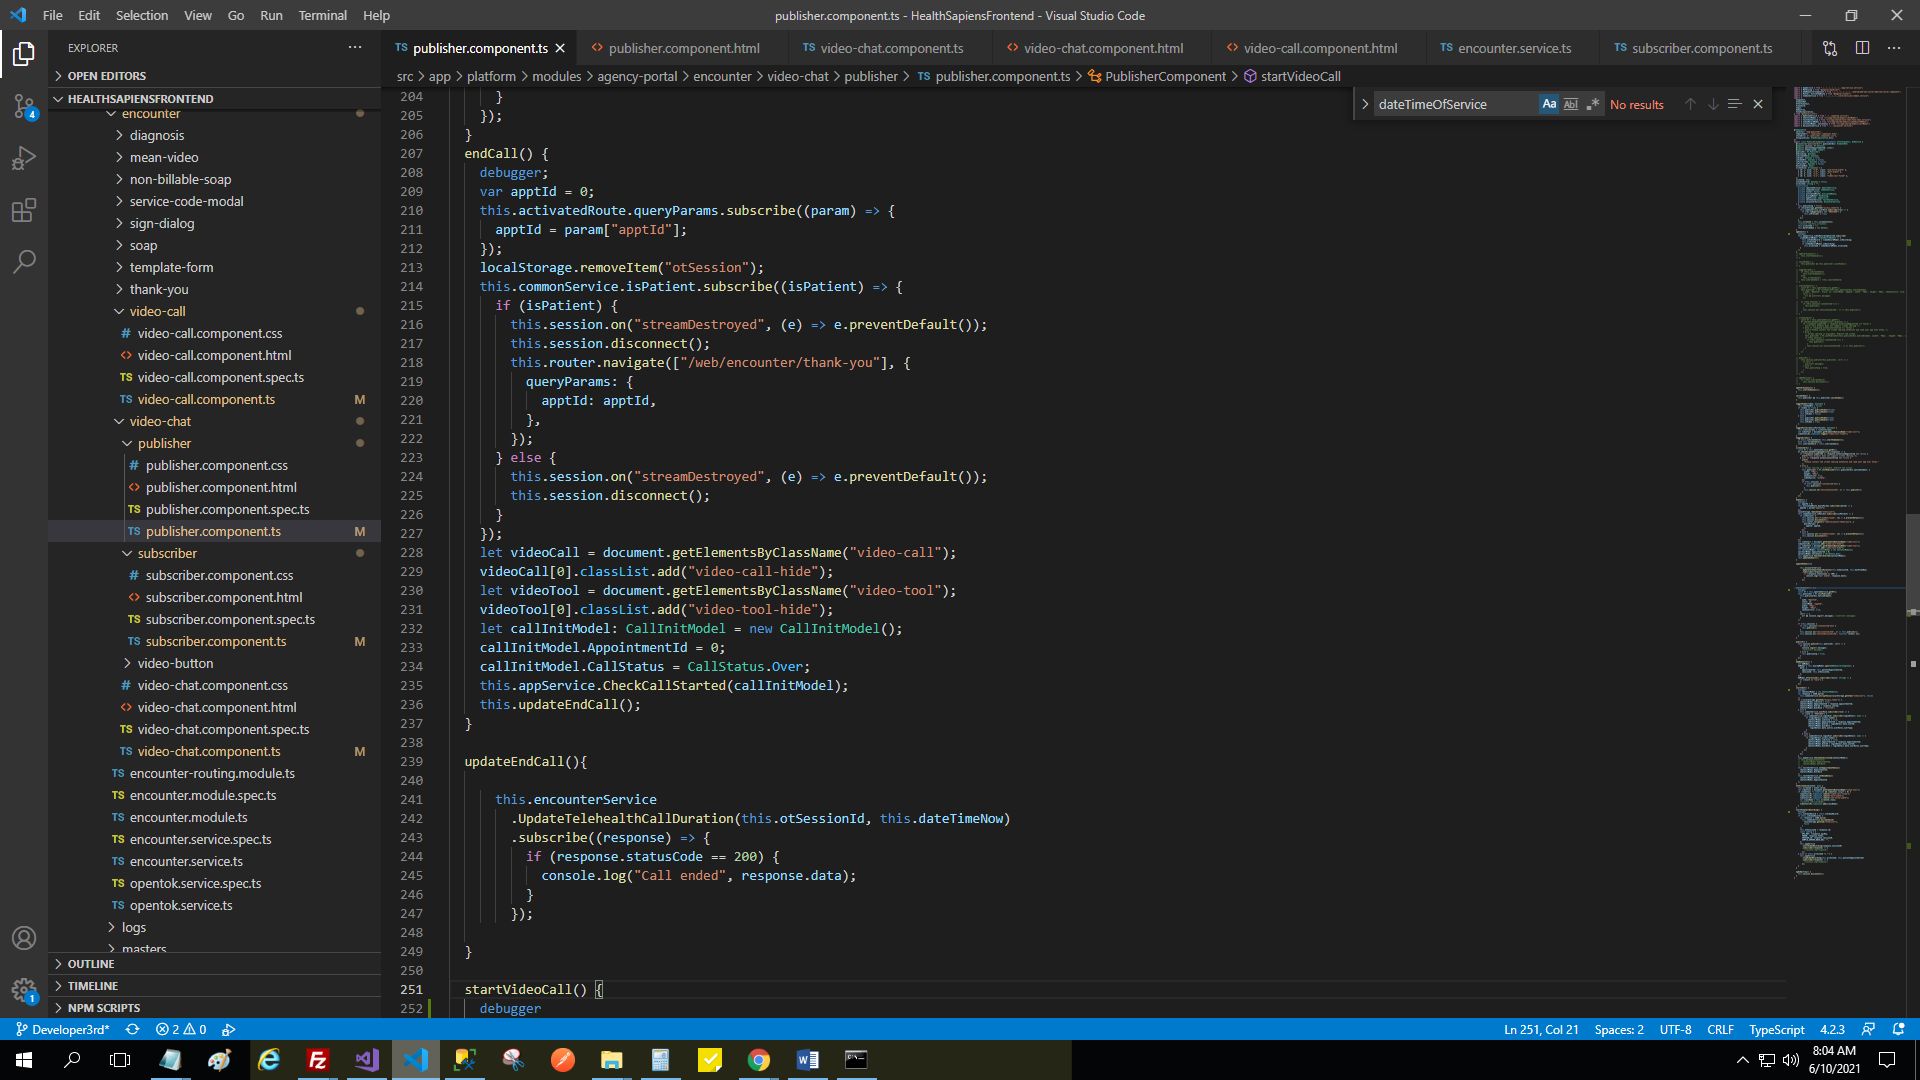 File Edit Selection View Go Run Terminal Help
publisher.component.ts - HealthSapiensFrontend - Visual Studio Code
EXPLORER
OPEN EDITORS
HEALTHSAPIENSFRONTEND
encounter
diagnosis
mean-video
non-billable-soap
service-code-modal
sign-dialog
soap
template-form
thank-you
video-call
video-call.component.css
video-call.component.html
video-call.component.spec.ts
video-call.component.ts M
video-chat
publisher
publisher.component.css
publisher.component.html
publisher.component.spec.ts
publisher.component.ts M
subscriber
subscriber.component.css
subscriber.component.html
subscriber.component.spec.ts
subscriber.component.ts M
video-button
video-chat.component.css
video-chat.component.html
video-chat.component.spec.ts
video-chat.component.ts M
encounter-routing.module.ts
encounter.module.spec.ts
encounter.module.ts
encounter.service.spec.ts
encounter.service.ts
opentok.service.spec.ts
opentok.service.ts
logs
masters
OUTLINE
TIMELINE
NPM SCRIPTS
TS publisher.component.ts <> publisher.component.html TS video-chat.component.ts <> video-chat.component.html <> video-call.component.html TS encounter.service.ts TS subscriber.component.ts
src > app > platform > modules > agency-portal > encounter > video-chat > publisher > TS publisher.component.ts > PublisherComponent > startVideoCall
dateTimeOfService Aa Abl .* No results
204 }
205 });
206 }
207 endCall() {
208 debugger;
209 var apptId = 0;
210 this.activatedRoute.queryParams.subscribe((param) => {
211 apptId = param["apptId"];
212 });
213 localStorage.removeItem("otSession");
214 this.commonService.isPatient.subscribe((isPatient) => {
215 if (isPatient) {
216 this.session.on("streamDestroyed", (e) => e.preventDefault());
217 this.session.disconnect();
218 this.router.navigate(["/web/encounter/thank-you"], {
219 queryParams: {
220 apptId: apptId,
221 },
222 });
223 } else {
224 this.session.on("streamDestroyed", (e) => e.preventDefault());
225 this.session.disconnect();
226 }
227 });
228 let videoCall = document.getElementsByClassName("video-call");
229 videoCall[0].classList.add("video-call-hide");
230 let videoTool = document.getElementsByClassName("video-tool");
231 videoTool[0].classList.add("video-tool-hide");
232 let callInitModel: CallInitModel = new CallInitModel();
233 callInitModel.AppointmentId = 0;
234 callInitModel.CallStatus = CallStatus.Over;
235 this.appService.CheckCallStarted(callInitModel);
236 this.updateEndCall();
237 }
238
239 updateEndCall(){
240
241 this.encounterService
242 .UpdateTelehealthCallDuration(this.otSessionId, this.dateTimeNow)
243 .subscribe((response) => {
244 if (response.statusCode == 200) {
245 console.log("Call ended", response.data);
246 }
247 });
248
249 }
250
251 startVideoCall() {
252 debugger
Developer3rd* 2 0 Ln 251, Col 21 Spaces: 2 UTF-8 CRLF TypeScript 4.2.3
8:04 AM
6/10/2021